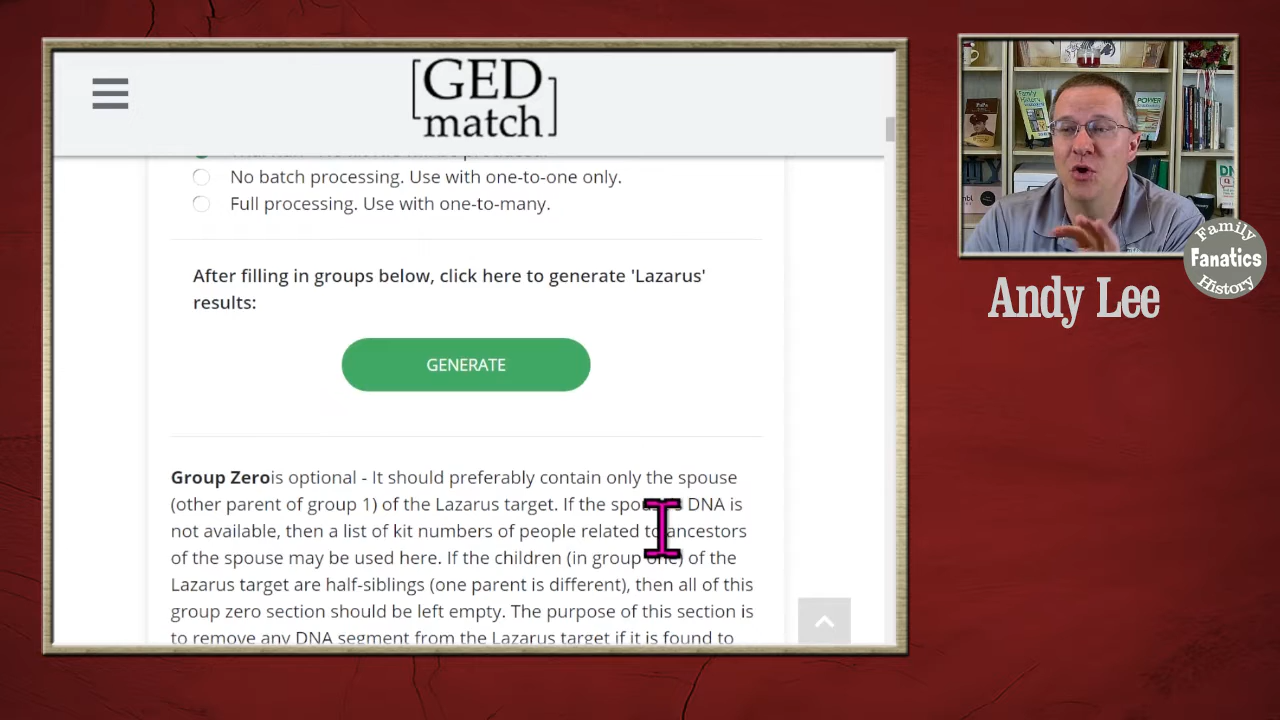 [GED
match]
No batch processing. Use with one-to-one only.
Full processing. Use with one-to-many.
After filling in groups below, click here to generate 'Lazarus'
results:
GENERATE
Group Zero is optional - It should preferably contain only the spouse
(other parent of group 1) of the Lazarus target. If the DNA is
not available, then a list of kit numbers of people related to ancestors
of the spouse may be used here. If the children (in group one) of the
Lazarus target are half-siblings (one parent is different), then all of this
group zero section should be left empty. The purpose of this section is
to remove any DNA segment from the Lazarus target if it is found to
Andy Lee
Family
Fanatics
History
POWER
DN